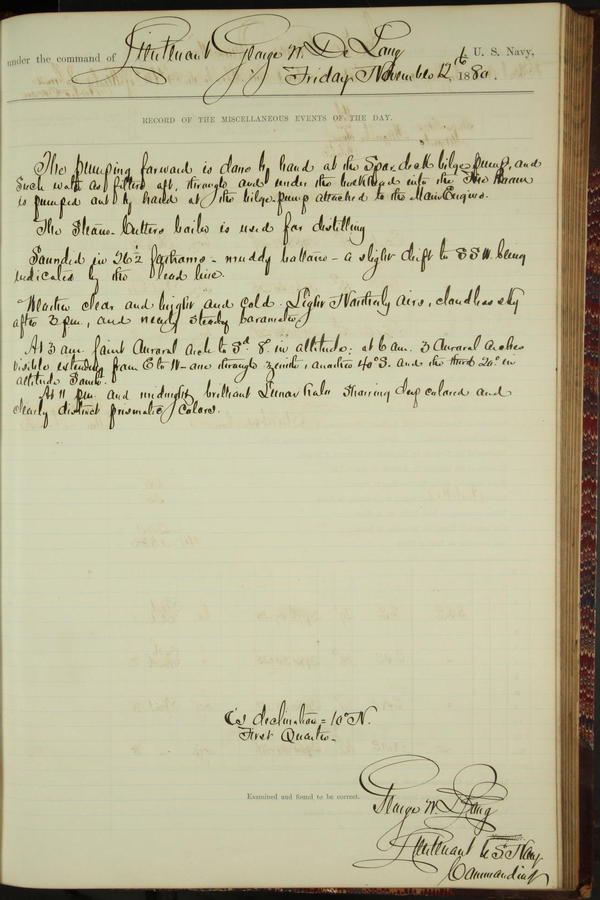 under the command of Lieutenant George W. De Long, U. S. Navy,
Friday November 12th, 1880.
RECORD OF THE MISCELLANEOUS EVENTS OF THE DAY.
The pumping forward is done by hand at the Spar deck bilge pump, and
such water as filters aft, through and under the bulkhead into the Fire Room
is pumped out by hand at the bilge pump attached to the Main Engine.
The Steam-Cutters boiler is used for distilling
Sounded in 26½ fathoms - muddy bottom - a slight drift to SSW. being
indicated by the lead line.
Weather clear and bright and cold. Light Northerly airs, cloudless sky
after 3 p.m., and nearly steady barometer.
At 3 am. faint Auroral arch to Sd 8° in altitude: at 6 am. 3 Auroral Arches
visible extending from E to W - one through zenith, another 40° S. and the third 20° in
altitude South.
At 11 pm and midnight brilliant Lunar halo showing deep colored and
clearly distinct prismatic colors.
☾'s declination = 10° N.
First Quarter.
Examined and found to be correct.
George W. De Long
Lieutenant U.S. Navy.
Commanding